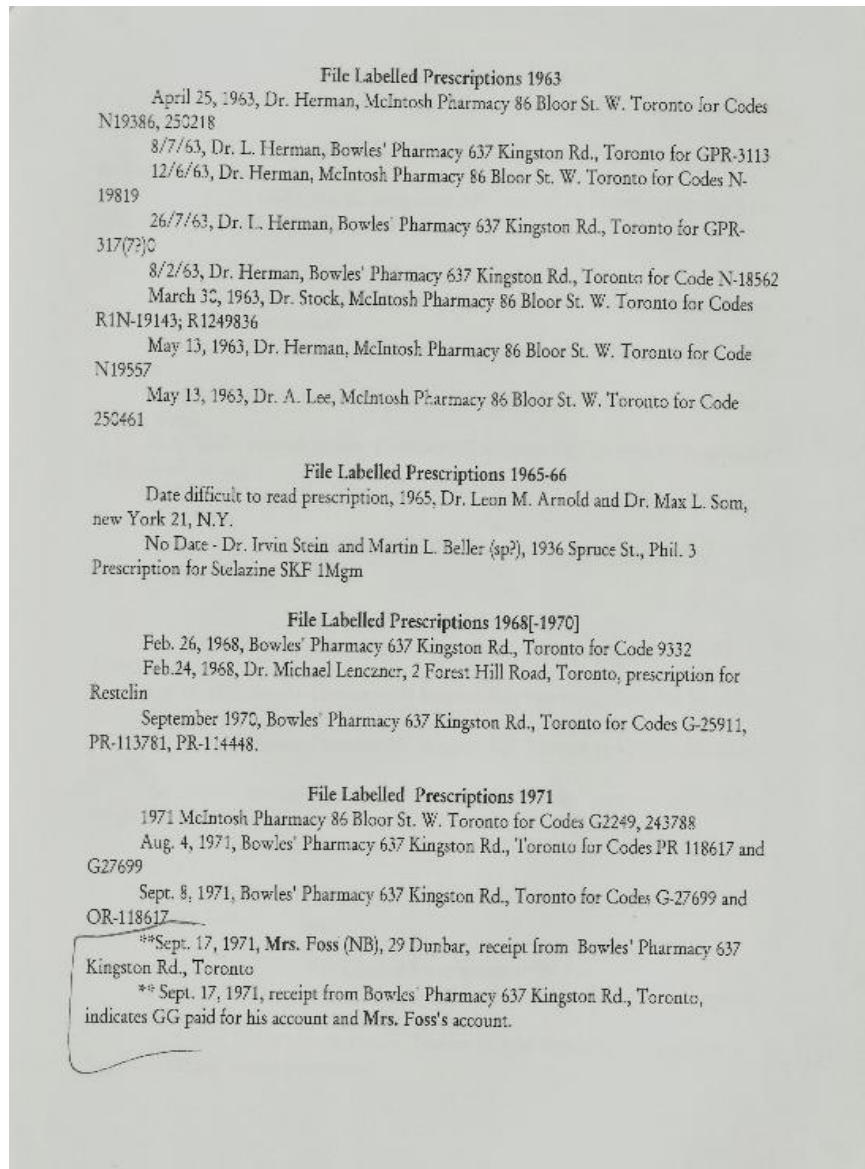 File Labelled Prescriptions 1963
April 25, 1963, Dr. Herman, McIntosh Pharmacy 86 Bloor St. W. Toronto for Codes
N19386, 250218
8/7/63, Dr. L. Herman, Bowles' Pharmacy 637 Kingston Rd., Toronto for GPR-3113
12/6/63, Dr. Herman, McIntosh Pharmacy 86 Bloor St. W. Toronto for Codes N-
19819
26/7/63, Dr. L. Herman, Bowles' Pharmacy 637 Kingston Rd., Toronto for GPR-
317(7?)0
8/2/63, Dr. Herman, Bowles' Pharmacy 637 Kingston Rd., Toronto for Code N-18562
March 30, 1963, Dr. Stock, McIntosh Pharmacy 86 Bloor St. W. Toronto for Codes
R1N-19143; R1249836
May 13, 1963, Dr. Herman, McIntosh Pharmacy 86 Bloor St. W. Toronto for Code
N19557
May 13, 1963, Dr. A. Lee, McIntosh Pharmacy 86 Bloor St. W. Toronto for Code
250461
File Labelled Prescriptions 1965-66
Date difficult to read prescription, 1965, Dr. Leon M. Arnold and Dr. Max L. Som,
new York 21, N.Y.
No Date - Dr. Irvin Stein and Martin L. Beller (sp?), 1936 Spruce St., Phil. 3
Prescription for Stelazine SKF 1Mgm
File Labelled Prescriptions 1968[-1970]
Feb. 26, 1968, Bowles' Pharmacy 637 Kingston Rd., Toronto for Code 9332
Feb.24, 1968, Dr. Michael Lenczner, 2 Forest Hill Road, Toronto, prescription for
Restelin
September 1970, Bowles' Pharmacy 637 Kingston Rd., Toronto for Codes G-25911,
PR-113781, PR-114448.
File Labelled Prescriptions 1971
1971 McIntosh Pharmacy 86 Bloor St. W. Toronto for Codes G2249, 243788
Aug. 4, 1971, Bowles' Pharmacy 637 Kingston Rd., Toronto for Codes PR 118617 and
G27699
Sept. 8, 1971, Bowles' Pharmacy 637 Kingston Rd., Toronto for Codes G-27699 and
OR-118617
**Sept. 17, 1971, Mrs. Foss (NB), 29 Dunbar, receipt from Bowles' Pharmacy 637
Kingston Rd., Toronto
** Sept. 17, 1971, receipt from Bowles' Pharmacy 637 Kingston Rd., Toronto,
indicates GG paid for his account and Mrs. Foss's account.